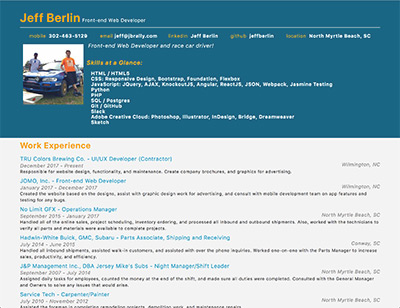 Jeff Berlin Front-end Web Developer
mobile 302-463-5129 email jeff@jbrally.com linkedin Jeff Berlin github jeffberlin location North Myrtle Beach, SC
Front-end Web Developer and race car driver!
Skills at a Glance:
HTML / HTML5
CSS: Responsive Design, Bootstrap, Foundation, Flexbox
JavaScript: JQuery, AJAX, KnockoutJS, Angular, ReactJS, JSON, Webpack, Jasmine Testing
Python
PHP
SQL / Postgres
Git / GitHub
Slack
Adobe Creative Cloud: Photoshop, Illustrator, InDesign, Bridge, Dreamweaver
Sketch
Work Experience
TRU Colors Brewing Co. - UI/UX Developer (Contractor)
December 2017 - Present Wilmington, NC
Responsible for website design, functionality, and maintenance. Create company brochures, and graphics for advertising.
JOMO, Inc. - Front-end Web Developer
January 2017 - December 2017 Wilmington, NC
Created the website based on the designs, assist with graphic design work for advertising, and consult with mobile development team on app features and
testing for any bugs.
No Limit GFX - Operations Manager
September 2015 - January 2017 North Myrtle Beach, SC
Handled all of the online sales, project scheduling, inventory ordering, and processed all inbound and outbound shipments. Also, worked with the technicians to
verify all parts and materials were available to complete projects.
Hadwin-White Buick, GMC, Subaru - Parts Associate, Shipping and Receiving
July 2014 - June 2015 Conway, SC
Handled all inbound shipments, assisted walk-in customers, and assisted with over the phone inquiries. Worked one-on-one with the Parts Manager to increase
sales, productivity, and efficiency.
J&P Management Inc., DBA Jersey Mike's Subs - Night Manager/Shift Leader
September 2007 - July 2014 North Myrtle Beach, SC
Assigned daily tasks for employees, counted the money at the end of the shift, and made sure all duties were completed. Consulted with the General Manager
and Owners to solve any issues that would arise.
Service Tech - Carpenter/Painter